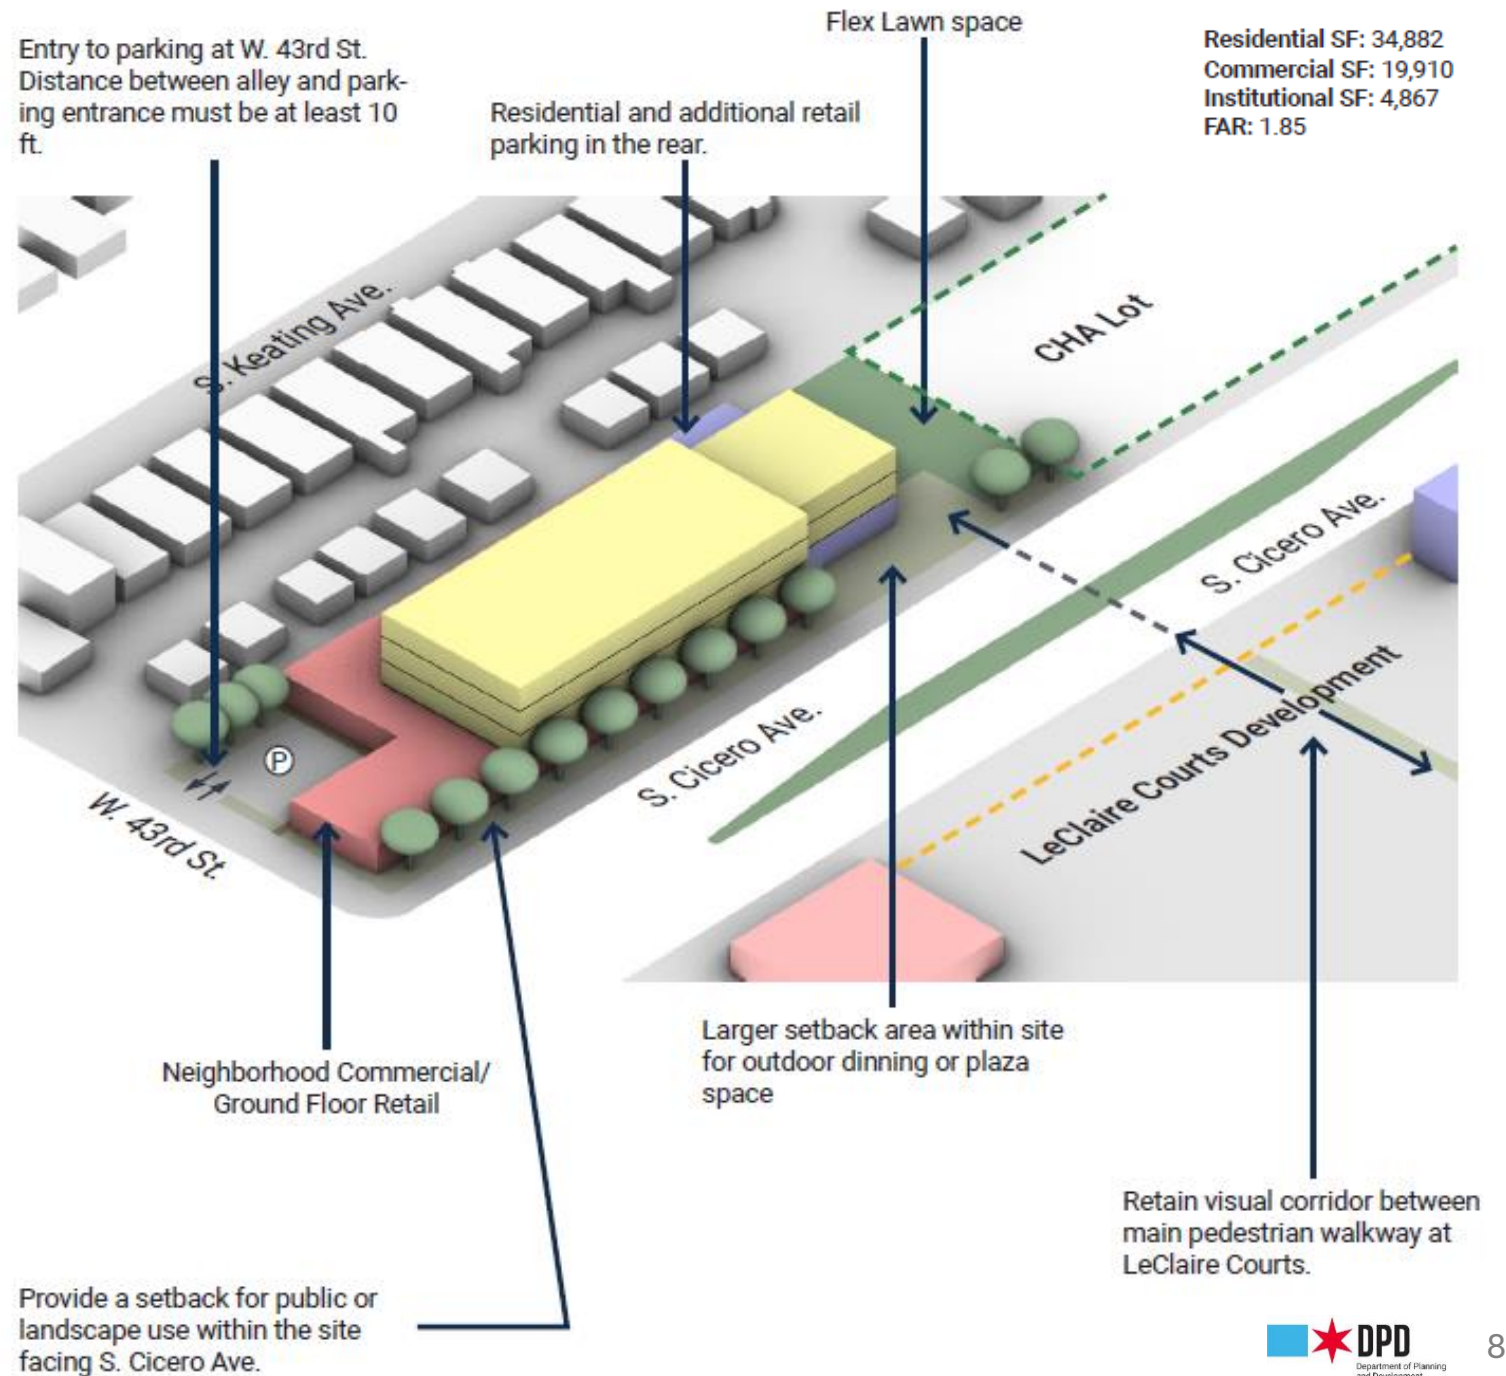 Flex Lawn space
Entry to parking at W. 43rd St.
Distance between alley and park-
ing entrance must be at least 10
ft.
Residential and additional retail
parking in the rear.
Residential SF: 34,882
Commercial SF: 19,910
Institutional SF: 4,867
FAR: 1.85
S. Keating Ave.
CHA Lot
S. Cicero Ave.
S. Cicero Ave.
LeClaire Courts Development
P
W. 43rd St.
Neighborhood Commercial/
Ground Floor Retail
Larger setback area within site
for outdoor dinning or plaza
space
Retain visual corridor between
main pedestrian walkway at
LeClaire Courts.
Provide a setback for public or
landscape use within the site
facing S. Cicero Ave.
DPD
Department of Planning
and Development
8